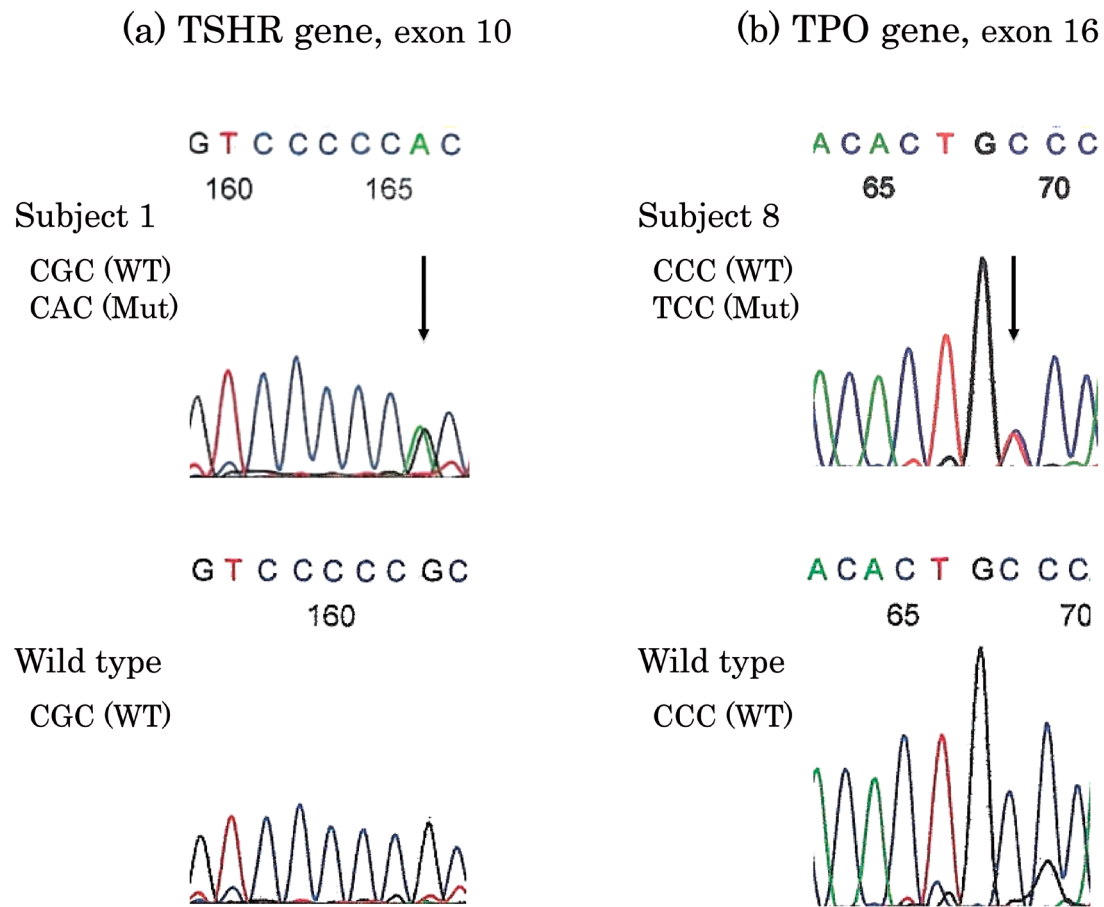 (a) TSHR gene, exon 10
G T C C C C C A C
160 165
Subject 1
CGC (WT)
CAC (Mut)
G T C C C C C G C
160
Wild type
CGC (WT)
(b) TPO gene, exon 16
A C A C T G C C C
65 70
Subject 8
CCC (WT)
TCC (Mut)
A C A C T G C C C
65 70
Wild type
CCC (WT)